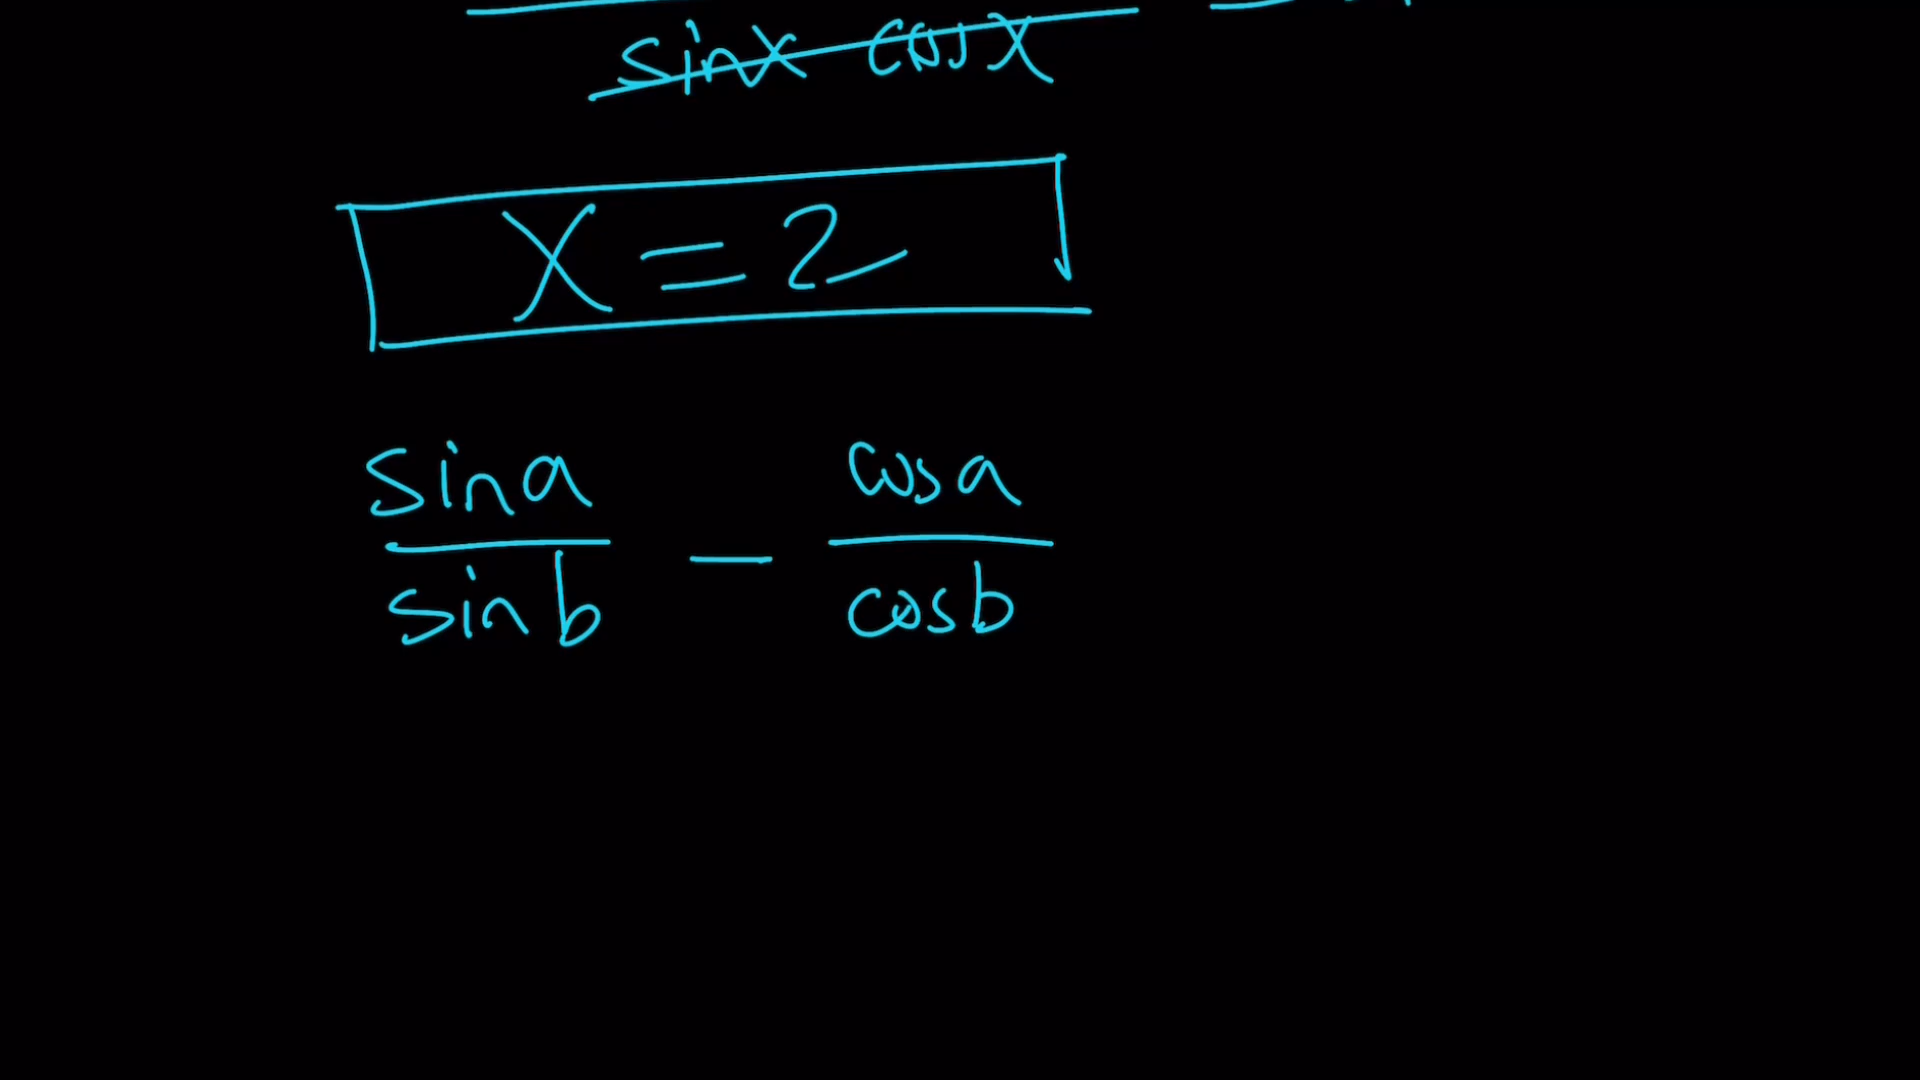 sinx cosx
x = 2
sina / sinb - cosa / cosb